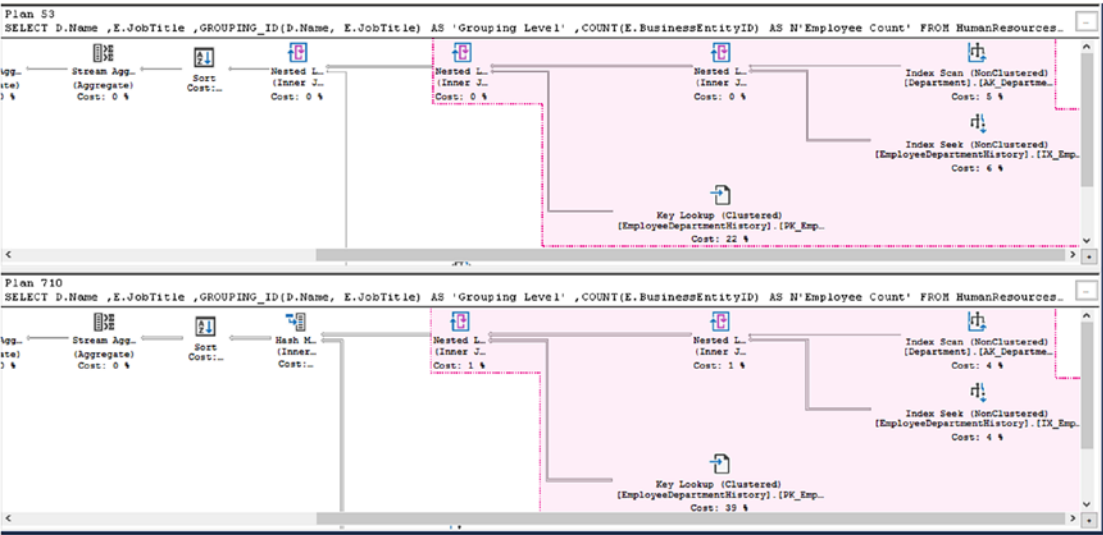 Plan 53
SELECT D.Name ,E.JobTitle ,GROUPING_ID(D.Name, E.JobTitle) AS 'Grouping Level' ,COUNT(E.BusinessEntityID) AS N'Employee Count' FROM HumanResources…
Agg…
Stream Agg…
Sort
Nested L…
Nested L…
Nested L…
Index Scan (NonClustered)
ate)
(Aggregate)
Cost:…
(Inner J…
(Inner J…
(Inner J…
[Department].[AK_Departme…
0 %
Cost: 0 %
Cost: 0 %
Cost: 0 %
Cost: 0 %
Cost: 5 %
Index Seek (NonClustered)
[EmployeeDepartmentHistory].[IX_Emp…
Cost: 6 %
Key Lookup (Clustered)
[EmployeeDepartmentHistory].[PK_Emp…
Cost: 22 %
Plan 710
SELECT D.Name ,E.JobTitle ,GROUPING_ID(D.Name, E.JobTitle) AS 'Grouping Level' ,COUNT(E.BusinessEntityID) AS N'Employee Count' FROM HumanResources…
Agg…
Stream Agg…
Sort
Hash M…
Nested L…
Nested L…
Index Scan (NonClustered)
ate)
(Aggregate)
Cost:…
(Inner…
(Inner J…
(Inner J…
[Department].[AK_Departme…
0 %
Cost: 0 %
Cost:…
Cost: 1 %
Cost: 1 %
Cost: 4 %
Index Seek (NonClustered)
[EmployeeDepartmentHistory].[IX_Emp…
Cost: 4 %
Key Lookup (Clustered)
[EmployeeDepartmentHistory].[PK_Emp…
Cost: 39 %